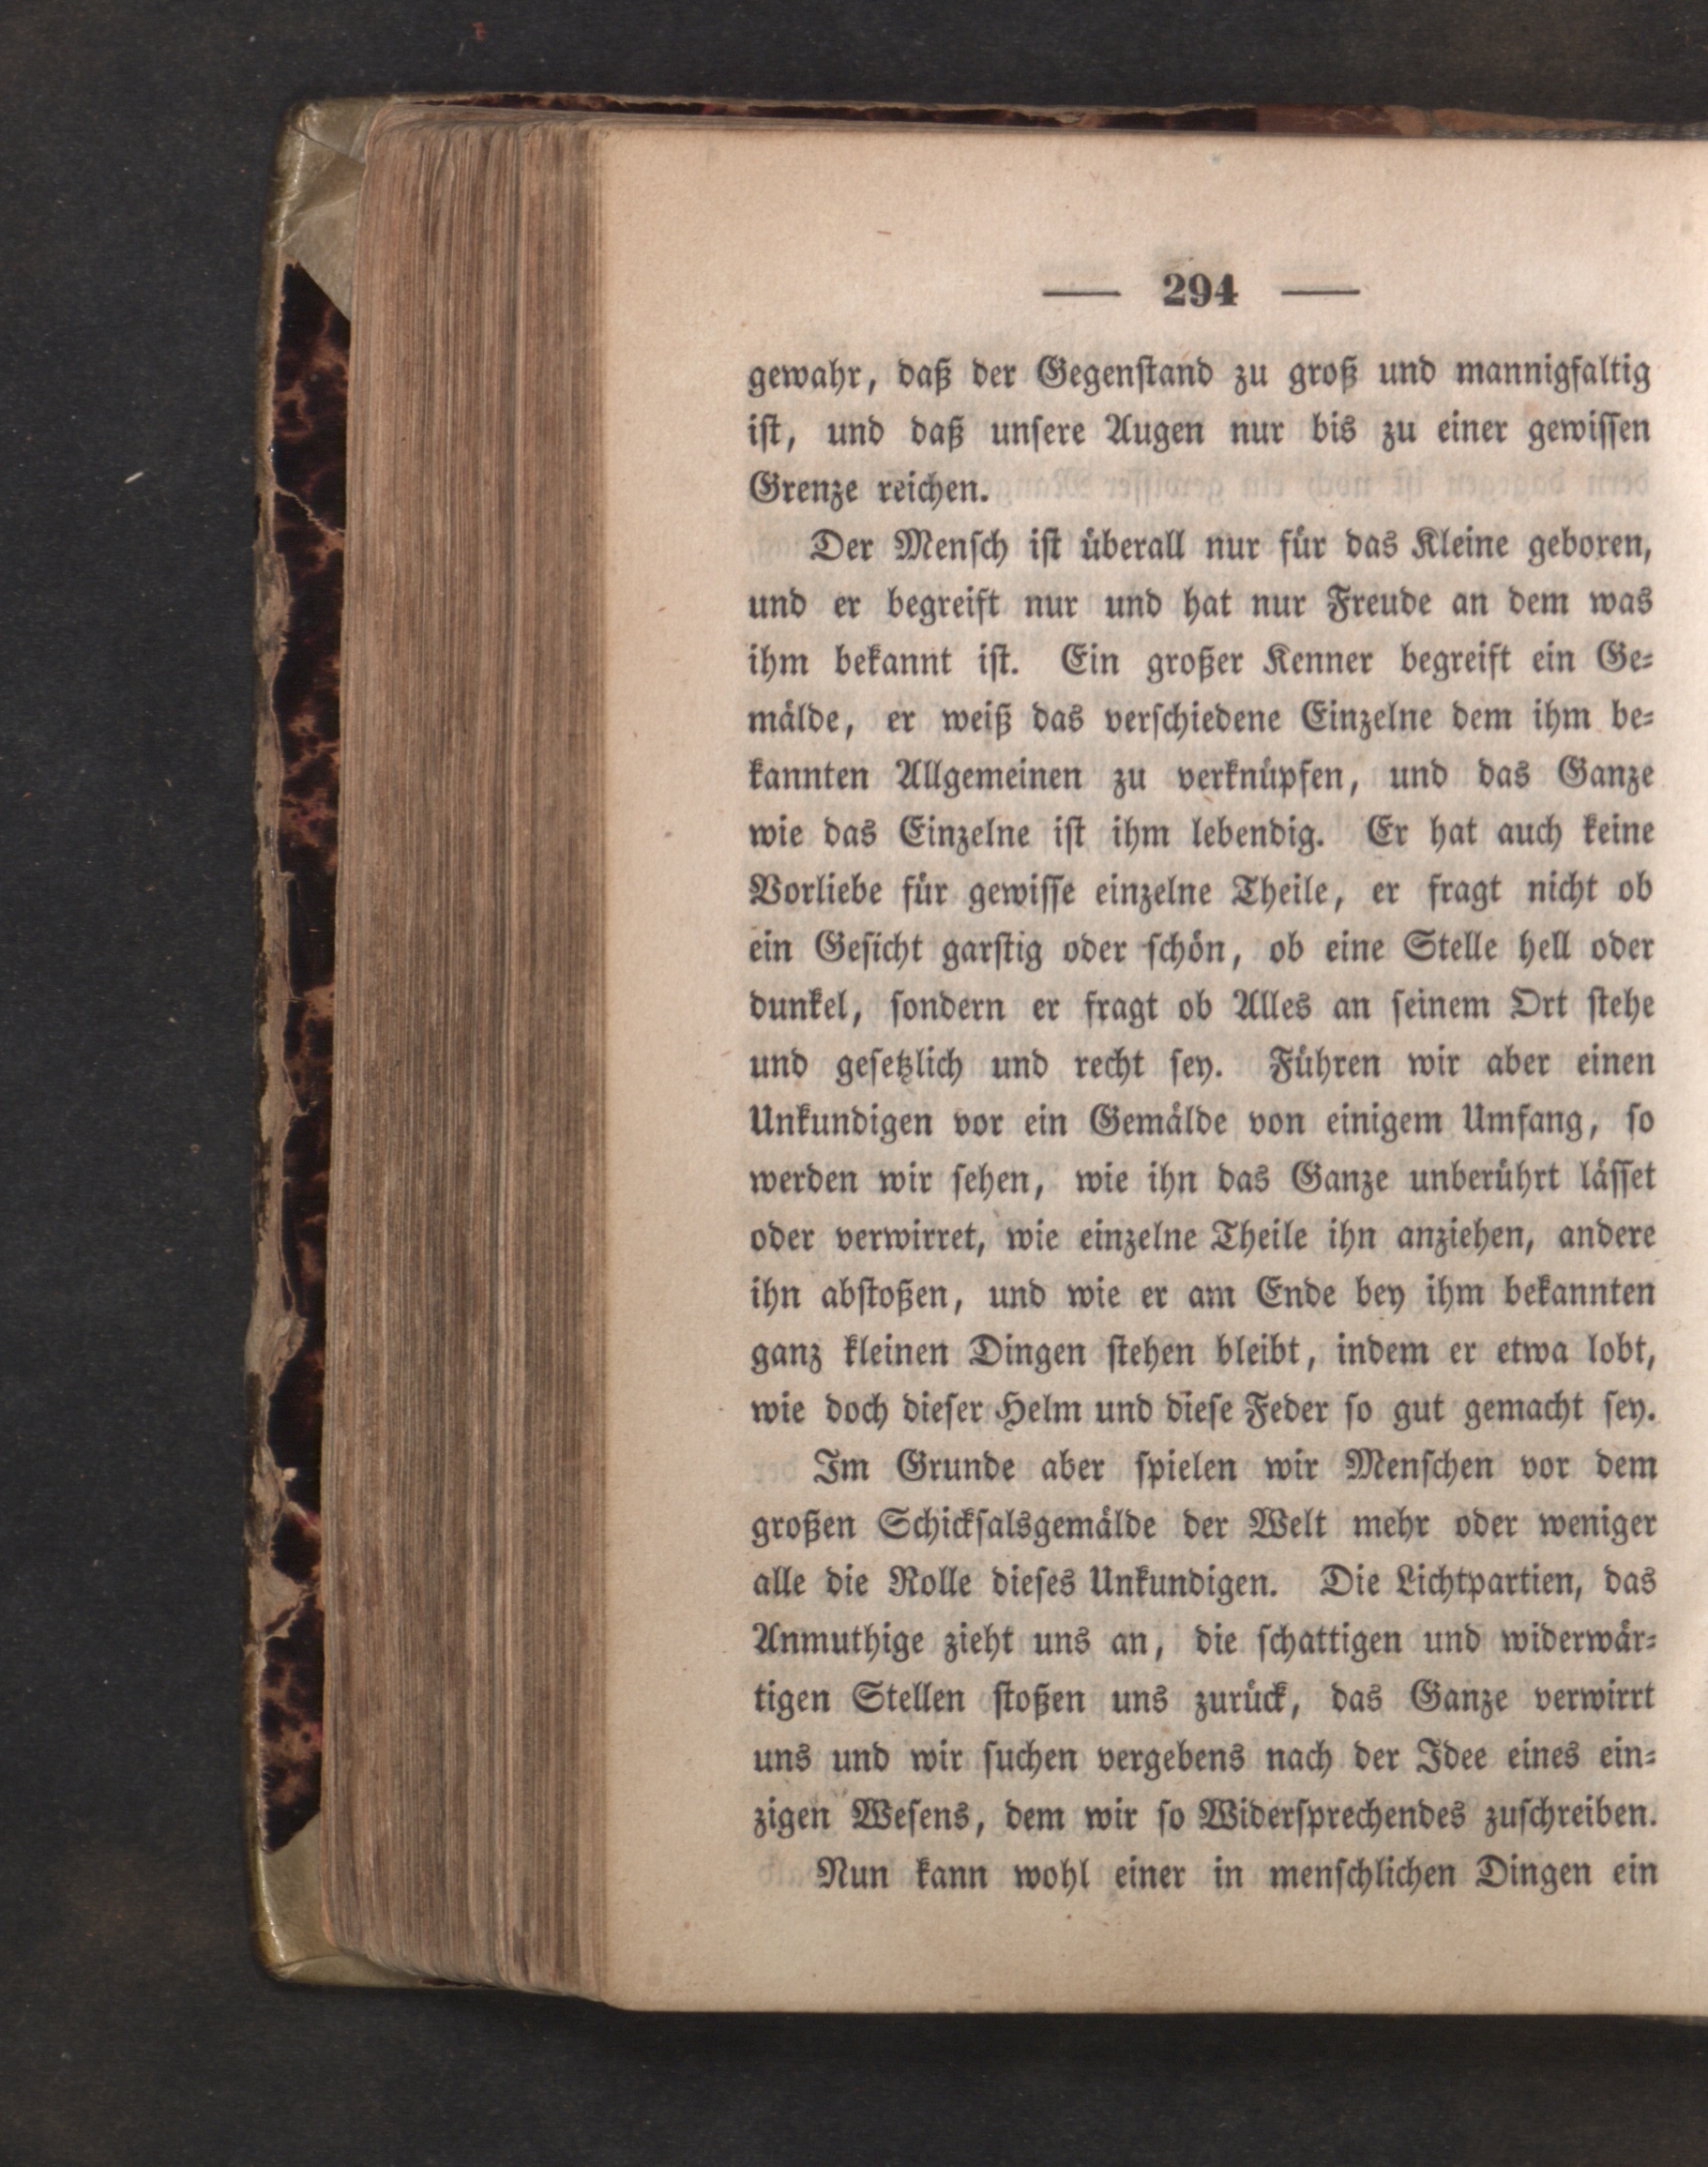 — 294 —
gewahr, daß der Gegenſtand zu groß und mannigfaltig
iſt, und daß unſere Augen nur bis zu einer gewiſſen
Grenze reichen.
Der Menſch iſt überall nur für das Kleine geboren,
und er begreift nur und hat nur Freude an dem was
ihm bekannt iſt. Ein großer Kenner begreift ein Ge⸗
mälde, er weiß das verſchiedene Einzelne dem ihm be⸗
kannten Allgemeinen zu verknüpfen, und das Ganze
wie das Einzelne iſt ihm lebendig. Er hat auch keine
Vorliebe für gewiſſe einzelne Theile, er fragt nicht ob
ein Geſicht garſtig oder ſchön, ob eine Stelle hell oder
dunkel, ſondern er fragt ob Alles an ſeinem Ort ſtehe
und geſetzlich und recht ſey. Führen wir aber einen
Unkundigen vor ein Gemälde von einigem Umfang, ſo
werden wir ſehen, wie ihn das Ganze unberührt läſſet
oder verwirret, wie einzelne Theile ihn anziehen, andere
ihn abſtoßen, und wie er am Ende bey ihm bekannten
ganz kleinen Dingen ſtehen bleibt, indem er etwa lobt,
wie doch dieſer Helm und dieſe Feder ſo gut gemacht ſey.
Im Grunde aber ſpielen wir Menſchen vor dem
großen Schickſalsgemälde der Welt mehr oder weniger
alle die Rolle dieſes Unkundigen. Die Lichtpartien, das
Anmuthige zieht uns an, die ſchattigen und widerwär⸗
tigen Stellen ſtoßen uns zurück, das Ganze verwirrt
uns und wir ſuchen vergebens nach der Idee eines ein⸗
zigen Weſens, dem wir ſo Widerſprechendes zuſchreiben.
Nun kann wohl einer in menſchlichen Dingen ein